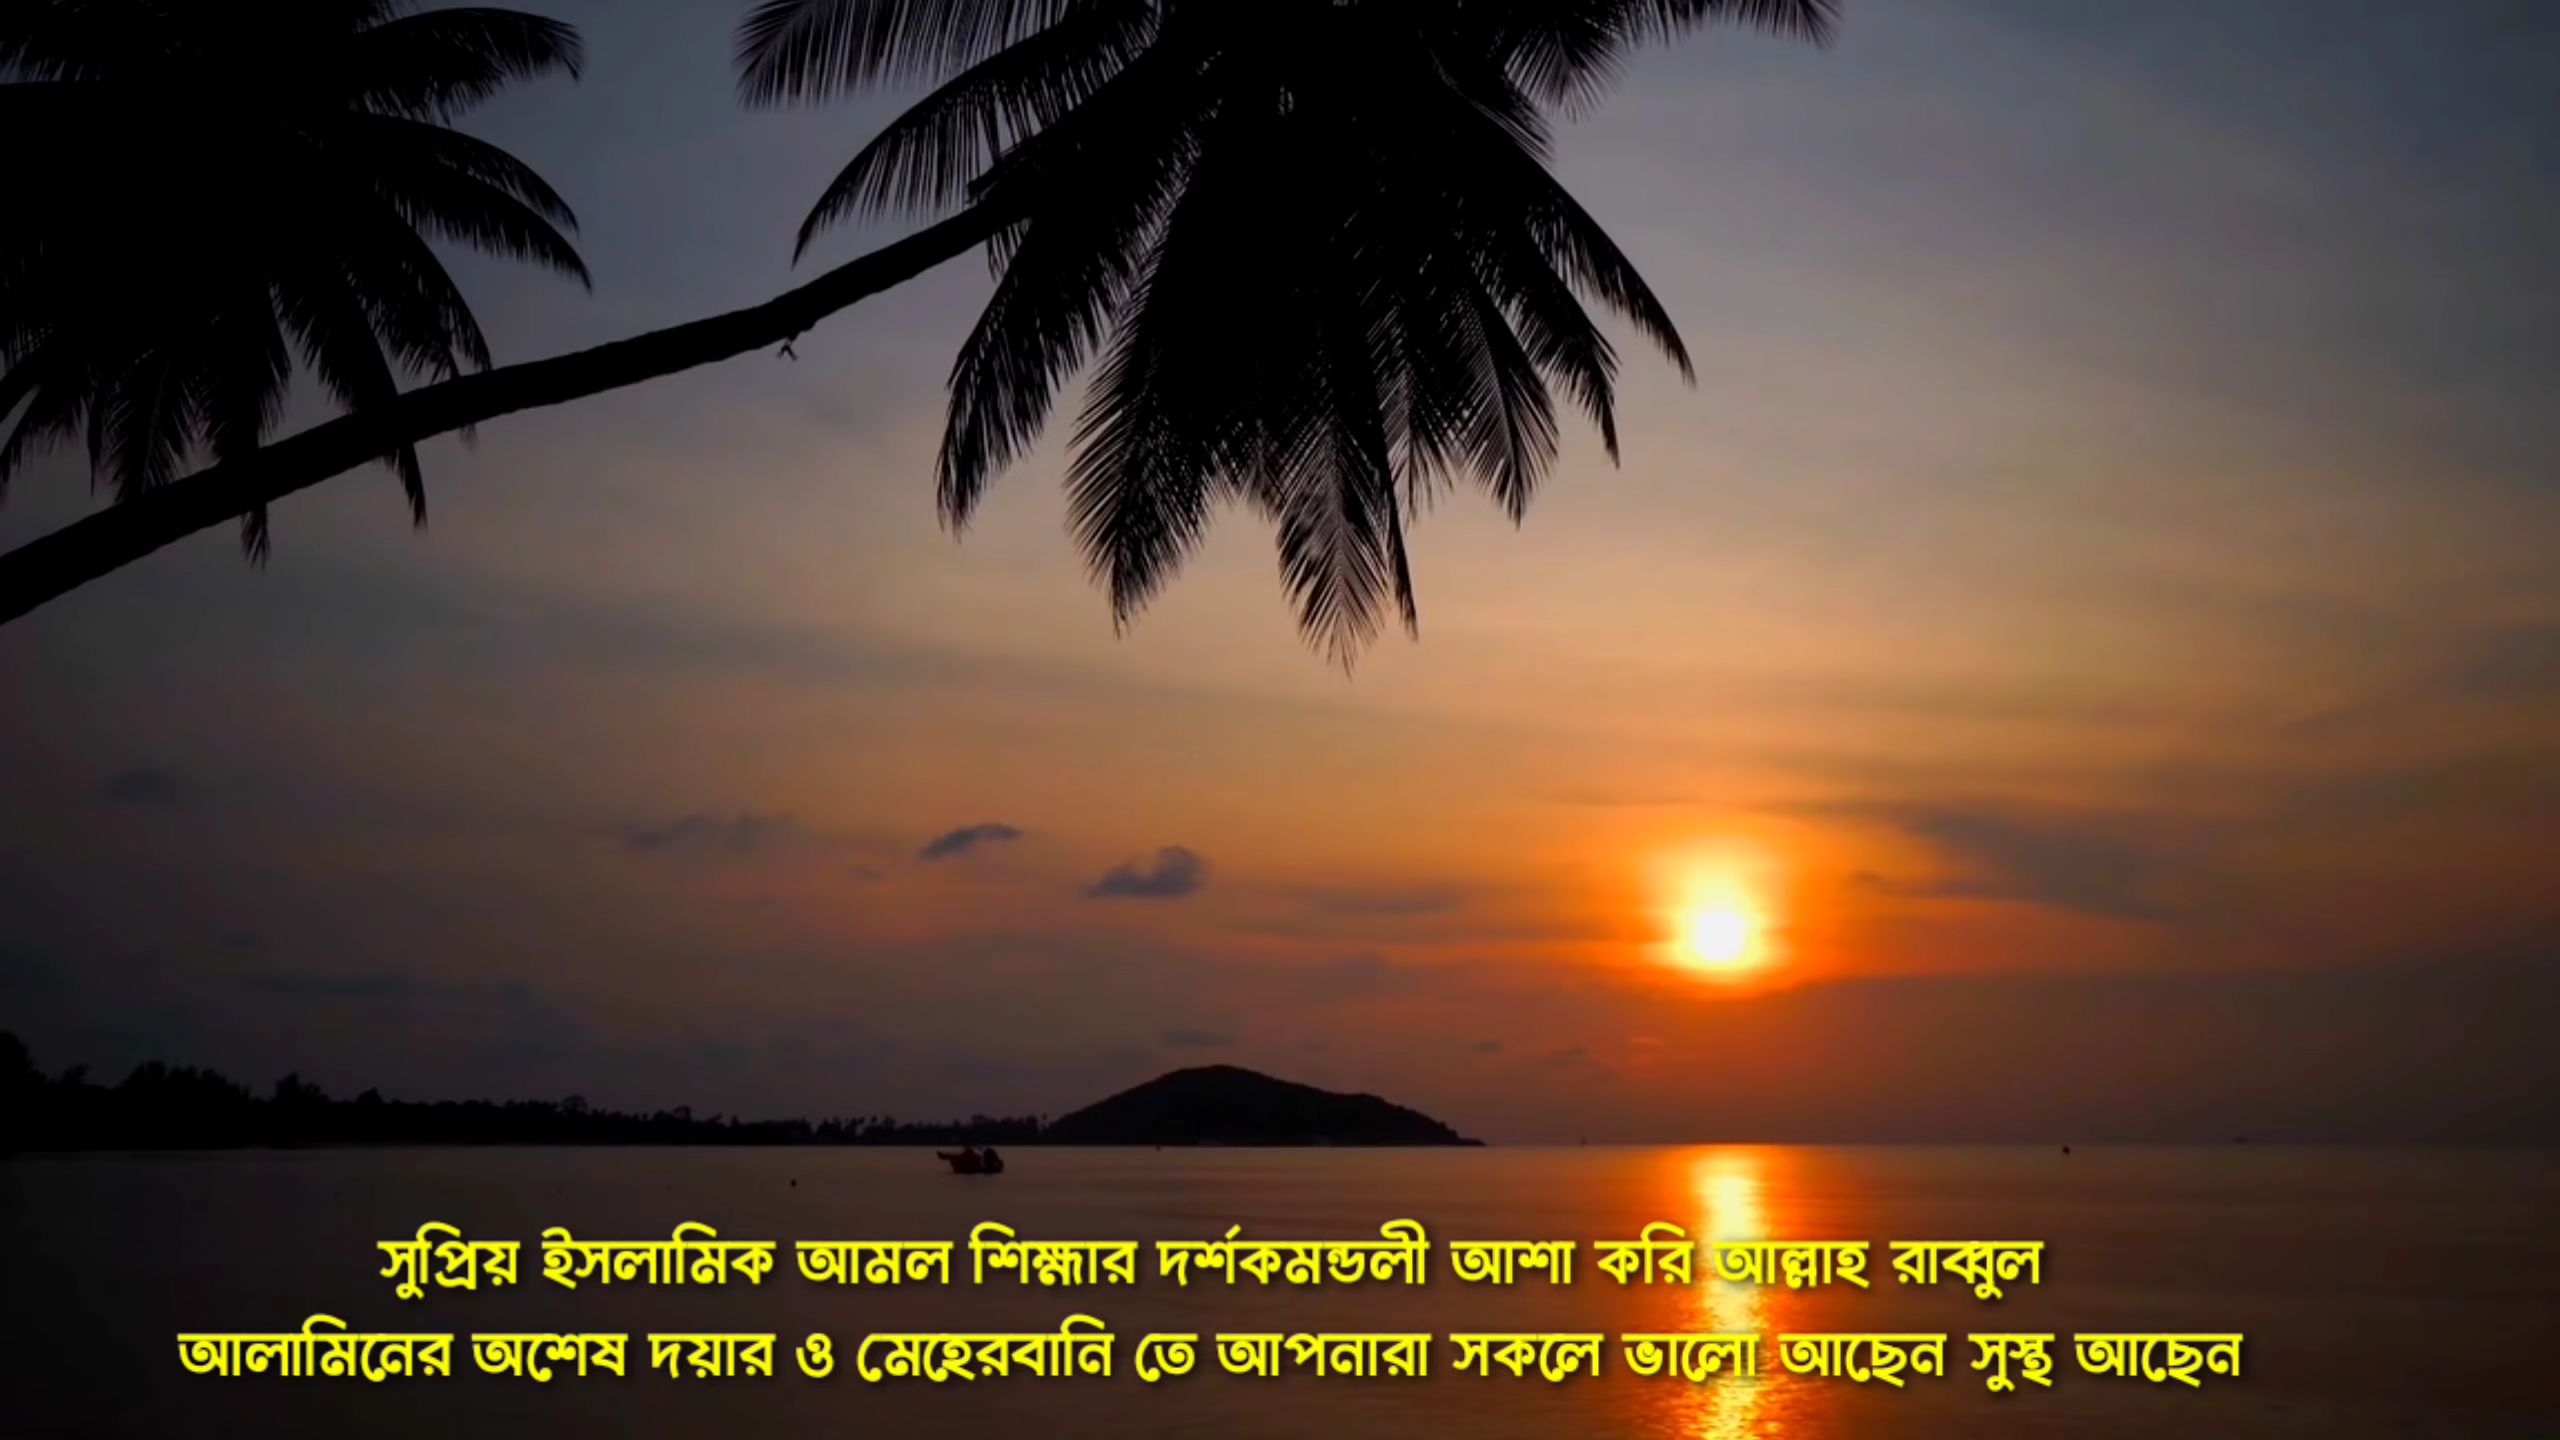 সুপ্রিয় ইসলামিক আমল শিক্ষার দর্শকমন্ডলী আশা করি আল্লাহ রাব্বুল
আলামিনের অশেষ দয়ার ও মেহেরবানি তে আপনারা সকলে ভালো আছেন সুস্থ আছেন